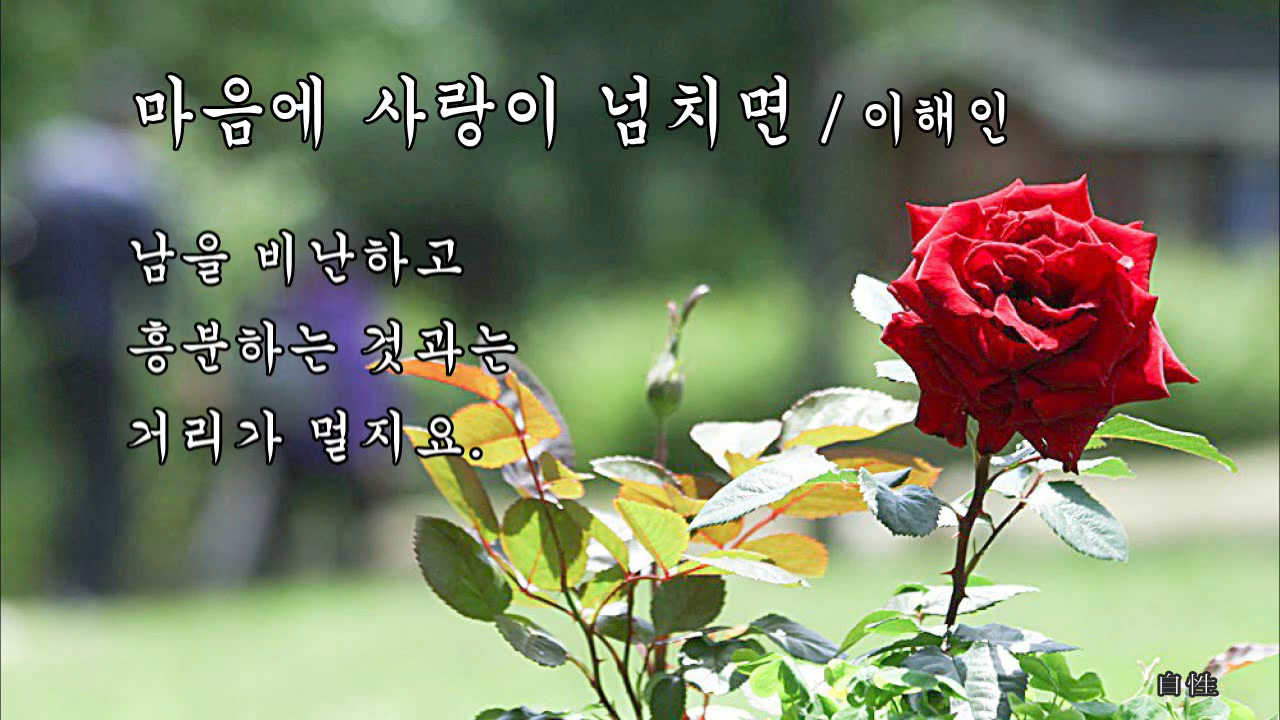 마음에 사랑이 넘치면 / 이해인
남을 비난하고
흥분하는 것과는
거리가 멀지요.
自性